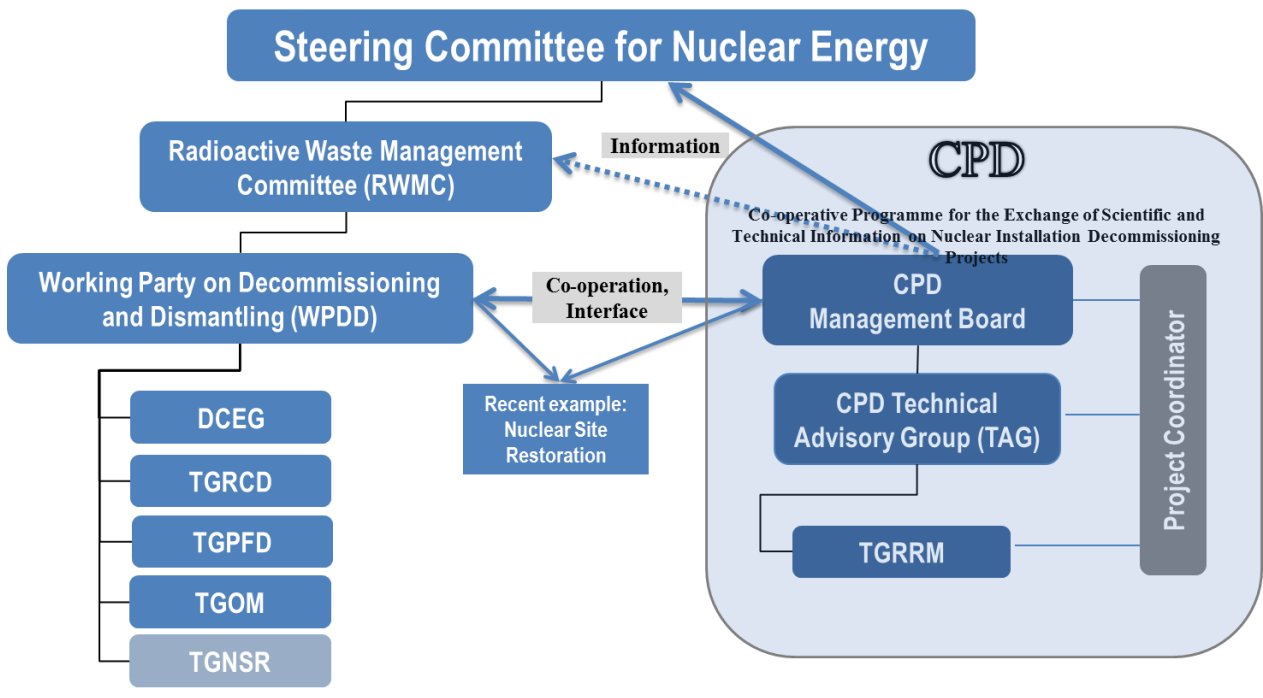 Steering Committee for Nuclear Energy
Radioactive Waste Management
Committee (RWMC)
Information
CPD
Co-operative Programme for the Exchange of Scientific and
Technical Information on Nuclear Installation Decommissioning
Projects
Working Party on Decommissioning
and Dismantling (WPDD)
Co-operation,
Interface
CPD
Management Board
Recent example:
Nuclear Site
Restoration
CPD Technical
Advisory Group (TAG)
Project Coordinator
DCEG
TGRCD
TGPFD
TGOM
TGNSR
TGRRM